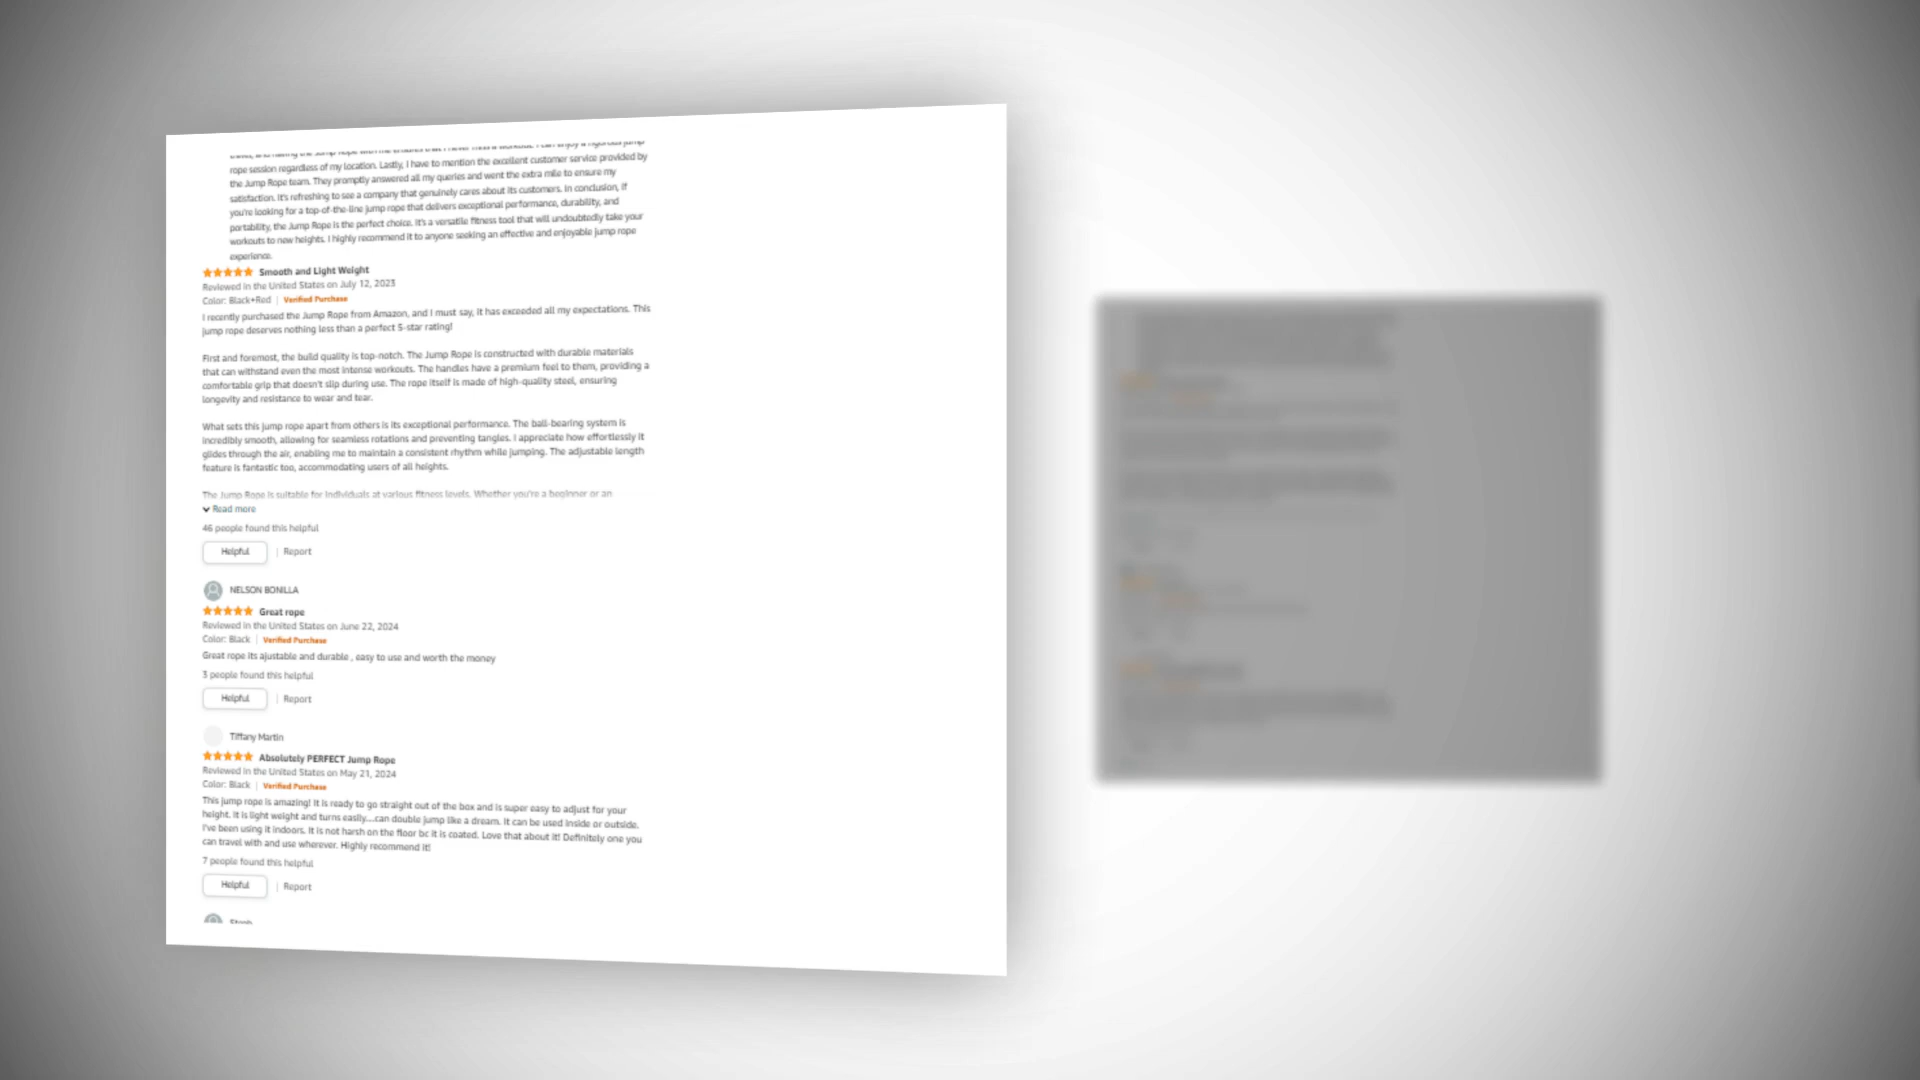 rope session regardless of my location. Lastly, I have to mention the excellent customer service provided by
the Jump Rope team. They promptly answered all my queries and went the extra mile to ensure my
satisfaction. It's refreshing to see a company that genuinely cares about its customers. In conclusion, if
you're looking for a top-of-the-line jump rope that delivers exceptional performance, durability, and
portability, the Jump Rope is the perfect choice. It's a versatile fitness tool that will undoubtedly take your
workouts to new heights. I highly recommend it to anyone seeking an effective and enjoyable jump rope
experience.
Smooth and Light Weight
Reviewed in the United States on July 12, 2023
Color: Black+Red | Verified Purchase
I recently purchased the Jump Rope from Amazon, and I must say, it has exceeded all my expectations. This
jump rope deserves nothing less than a perfect 5-star rating!
First and foremost, the build quality is top-notch. The Jump Rope is constructed with durable materials
that can withstand even the most intense workouts. The handles have a premium feel to them, providing a
comfortable grip that doesn't slip during use. The rope itself is made of high-quality steel, ensuring
longevity and resistance to wear and tear.
What sets this jump rope apart from others is its exceptional performance. The ball-bearing system is
incredibly smooth, allowing for seamless rotations and preventing tangles. I appreciate how effortlessly it
glides through the air, enabling me to maintain a consistent rhythm while jumping. The adjustable length
feature is fantastic too, accommodating users of all heights.
The Jump Rope is suitable for individuals at various fitness levels. Whether you're a beginner or an
Read more
46 people found this helpful
Helpful | Report
NELSON BONILLA
Great rope
Reviewed in the United States on June 22, 2024
Color: Black | Verified Purchase
Great rope its ajustable and durable , easy to use and worth the money
3 people found this helpful
Helpful | Report
Tiffany Martin
Absolutely PERFECT Jump Rope
Reviewed in the United States on May 21, 2024
Color: Black | Verified Purchase
This jump rope is amazing! It is ready to go straight out of the box and is super easy to adjust for your
height. It is light weight and turns easily....can double jump like a dream. It can be used inside or outside.
I've been using it indoors. It is not harsh on the floor bc it is coated. Love that about it! Definitely one you
can travel with and use wherever. Highly recommend it!
7 people found this helpful
Helpful | Report